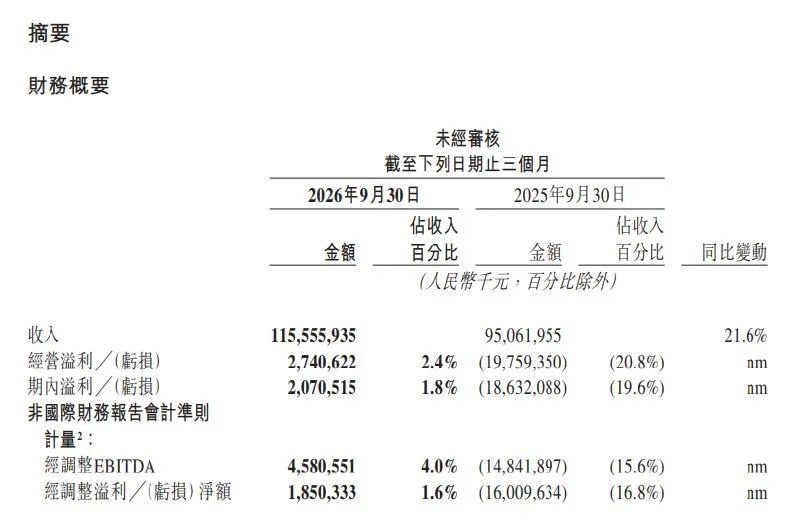 摘要
財務概要
未經審核
截至下列日期止三個月
2026年9月30日 2025年9月30日
佔收入 佔收入
金額 百分比 金額 百分比 同比變動
(人民幣千元，百分比除外)
收入 115,555,935 95,061,955 21.6%
經營溢利／(虧損) 2,740,622 2.4% (19,759,350) (20.8%) nm
期內溢利／(虧損) 2,070,515 1.8% (18,632,088) (19.6%) nm
非國際財務報告會計準則
計量²：
經調整EBITDA 4,580,551 4.0% (14,841,897) (15.6%) nm
經調整溢利／(虧損) 淨額 1,850,333 1.6% (16,009,634) (16.8%) nm